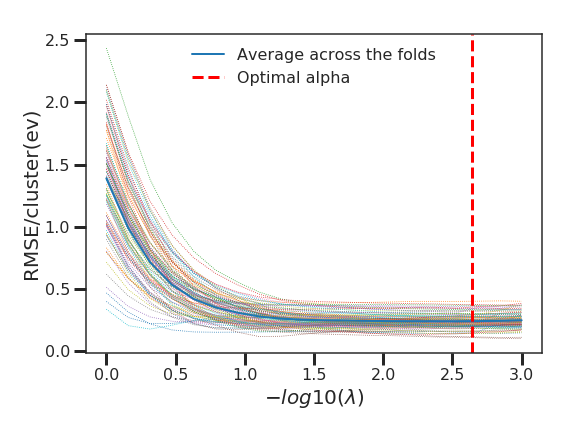 2.5
2.0
1.5
1.0
0.5
0.0
RMSE/cluster(ev)
Average across the folds
Optimal alpha
0.0 0.5 1.0 1.5 2.0 2.5 3.0
−log10(λ)